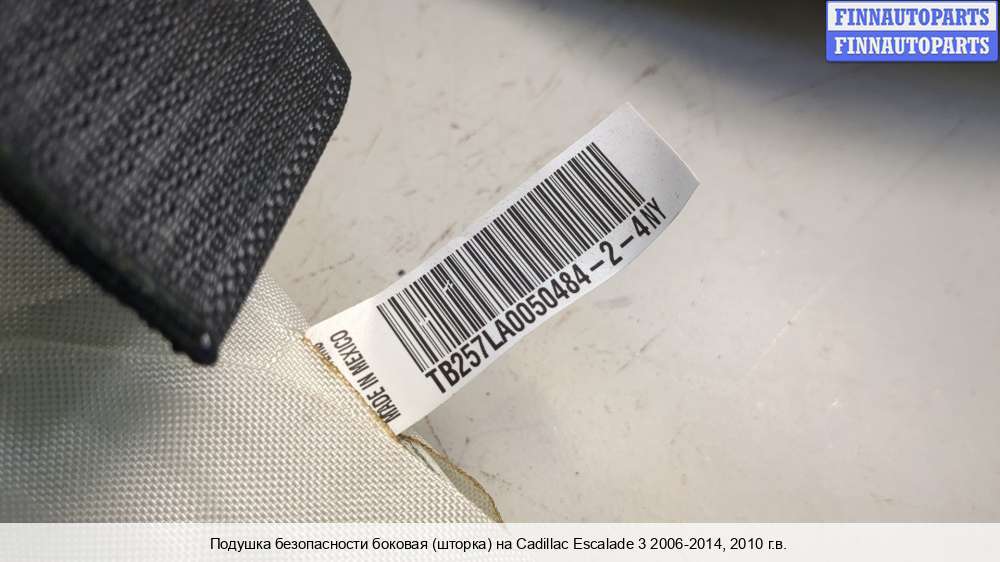 FINNAUTOPARTS
FINNAUTOPARTS
TB257LA0050484-2-4NY
MADE IN MEXICO
Подушка безопасности боковая (шторка) на Cadillac Escalade 3 2006-2014, 2010 г.в.